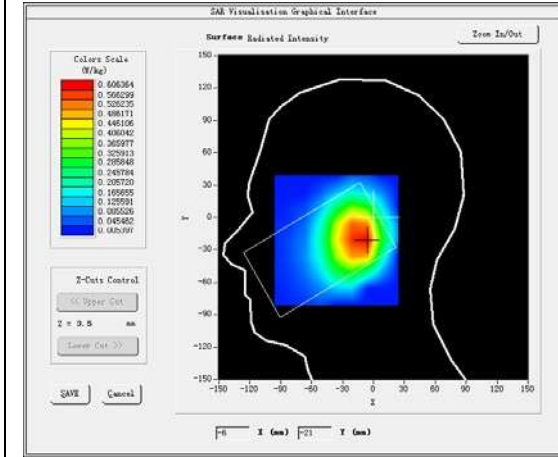 SAR Visualisation Graphical Interface
Surface Radiated Intensity
Zoom In/Out
Colors Scale
(W/kg)
0.606364
0.566299
0.526235
0.486171
0.446106
0.406042
0.365977
0.325913
0.285848
0.245784
0.205720
0.165655
0.125591
0.085526
0.045462
0.005397
150
120
90
60
30
0
-30
-60
-90
-120
-150
Y
-150 -120 -90 -60 -30 0 30 60 90 120 150
X
Z-Cuts Control
<< Upper Cut
Z = 3.5 mm
Lower Cut >>
SAVE Cancel
-6 X (mm) -21 Y (mm)